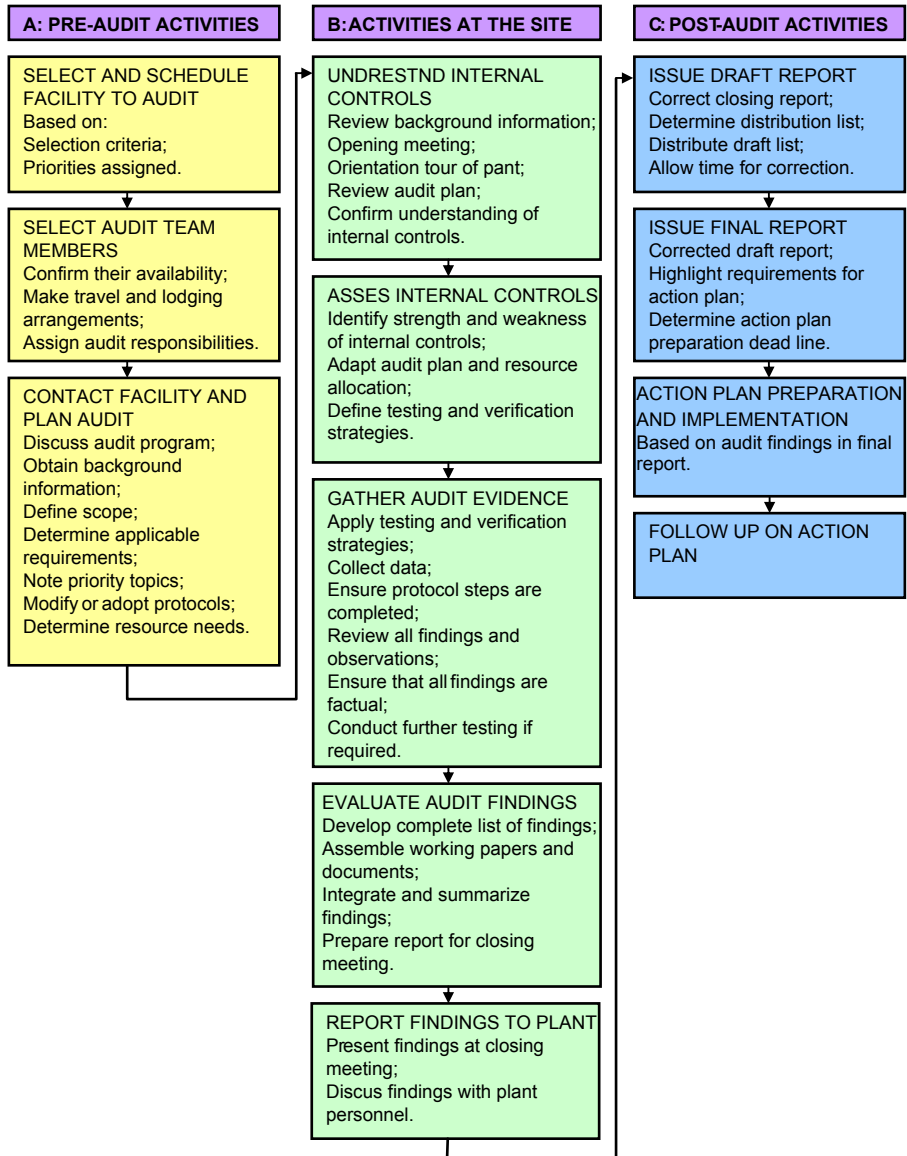 A: PRE-AUDIT ACTIVITIES
SELECT AND SCHEDULE
FACILITY TO AUDIT
Based on:
Selection criteria;
Priorities assigned.
SELECT AUDIT TEAM
MEMBERS
Confirm their availability;
Make travel and lodging
arrangements;
Assign audit responsibilities.
CONTACT FACILITY AND
PLAN AUDIT
Discuss audit program;
Obtain background
information;
Define scope;
Determine applicable
requirements;
Note priority topics;
Modify or adopt protocols;
Determine resource needs.
B:ACTIVITIES AT THE SITE
UNDRESTND INTERNAL
CONTROLS
Review background information;
Opening meeting;
Orientation tour of pant;
Review audit plan;
Confirm understanding of
internal controls.
ASSES INTERNAL CONTROLS
Identify strength and weakness
of internal controls;
Adapt audit plan and resource
allocation;
Define testing and verification
strategies.
GATHER AUDIT EVIDENCE
Apply testing and verification
strategies;
Collect data;
Ensure protocol steps are
completed;
Review all findings and
observations;
Ensure that all findings are
factual;
Conduct further testing if
required.
EVALUATE AUDIT FINDINGS
Develop complete list of findings;
Assemble working papers and
documents;
Integrate and summarize
findings;
Prepare report for closing
meeting.
REPORT FINDINGS TO PLANT
Present findings at closing
meeting;
Discus findings with plant
personnel.
C: POST-AUDIT ACTIVITIES
ISSUE DRAFT REPORT
Correct closing report;
Determine distribution list;
Distribute draft list;
Allow time for correction.
ISSUE FINAL REPORT
Corrected draft report;
Highlight requirements for
action plan;
Determine action plan
preparation dead line.
ACTION PLAN PREPARATION
AND IMPLEMENTATION
Based on audit findings in final
report.
FOLLOW UP ON ACTION
PLAN